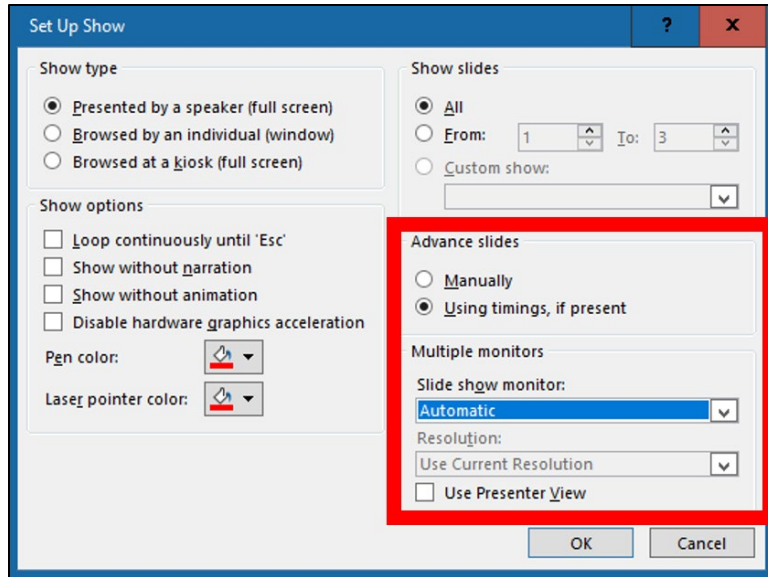 Set Up Show
?
x
Show type
Presented by a speaker (full screen)
Browsed by an individual (window)
Browsed at a kiosk (full screen)
Show options
Loop continuously until 'Esc'
Show without narration
Show without animation
Disable hardware graphics acceleration
Pen color:
Laser pointer color:
Show slides
All
From: 1 To: 3
Custom show:
Advance slides
Manually
Using timings, if present
Multiple monitors
Slide show monitor:
Automatic
Resolution:
Use Current Resolution
Use Presenter View
OK Cancel